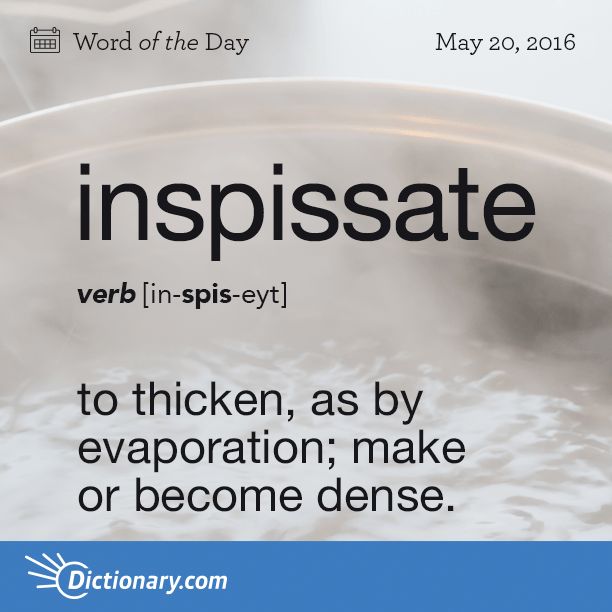 Word of the Day
May 20, 2016
inspissate
verb [in-spis-eyt]
to thicken, as by
evaporation; make
or become dense.
Dictionary.com